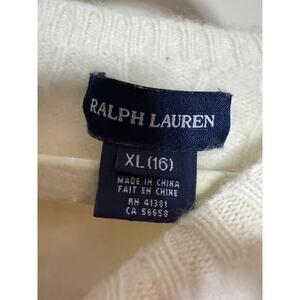 RALPH LAUREN
XL (16)
MADE IN CHINA
FAIT EN CHINE
RN 41381
CA 56658